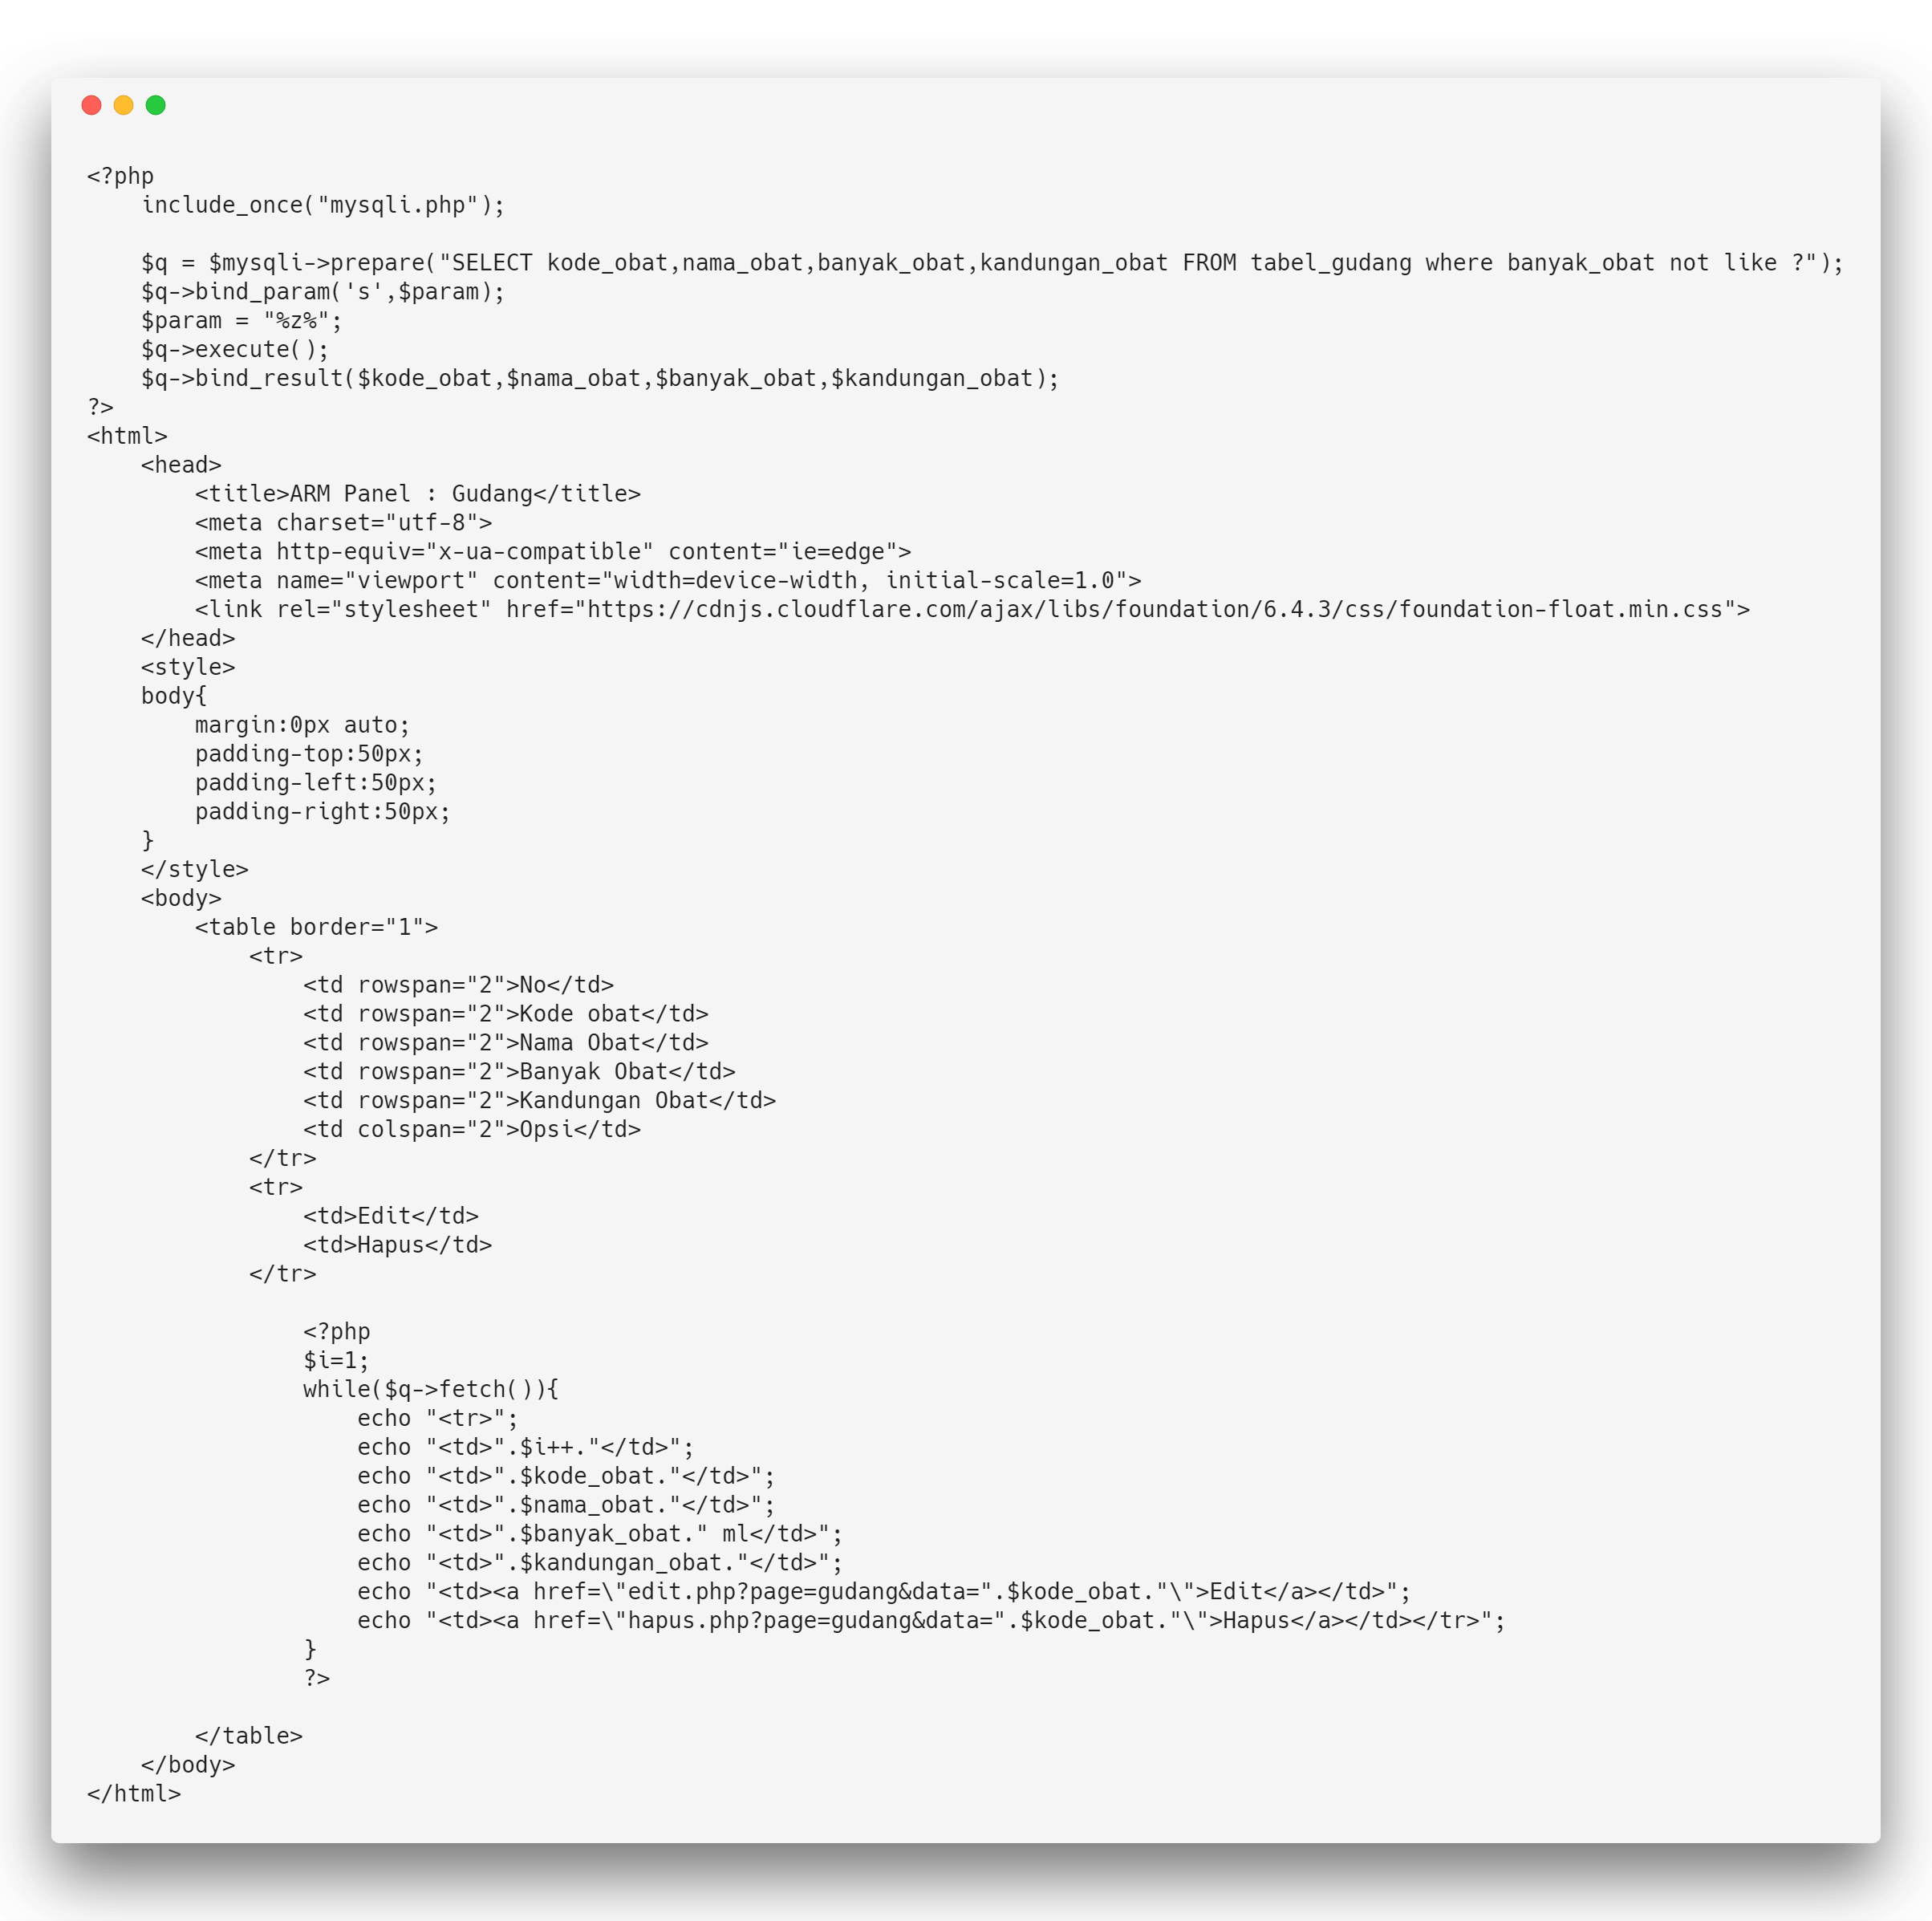 <?php
    include_once("mysqli.php");

    $q = $mysqli->prepare("SELECT kode_obat,nama_obat,banyak_obat,kandungan_obat FROM tabel_gudang where banyak_obat not like ?");
    $q->bind_param('s',$param);
    $param = "%z%";
    $q->execute();
    $q->bind_result($kode_obat,$nama_obat,$banyak_obat,$kandungan_obat);
?>
<html>
    <head>
        <title>ARM Panel : Gudang</title>
        <meta charset="utf-8">
        <meta http-equiv="x-ua-compatible" content="ie=edge">
        <meta name="viewport" content="width=device-width, initial-scale=1.0">
        <link rel="stylesheet" href="https://cdnjs.cloudflare.com/ajax/libs/foundation/6.4.3/css/foundation-float.min.css">
    </head>
    <style>
    body{
        margin:0px auto;
        padding-top:50px;
        padding-left:50px;
        padding-right:50px;
    }
    </style>
    <body>
        <table border="1">
            <tr>
                <td rowspan="2">No</td>
                <td rowspan="2">Kode obat</td>
                <td rowspan="2">Nama Obat</td>
                <td rowspan="2">Banyak Obat</td>
                <td rowspan="2">Kandungan Obat</td>
                <td colspan="2">Opsi</td>
            </tr>
            <tr>
                <td>Edit</td>
                <td>Hapus</td>
            </tr>

                <?php
                $i=1;
                while($q->fetch()){
                    echo "<tr>";
                    echo "<td>".$i++."</td>";
                    echo "<td>".$kode_obat."</td>";
                    echo "<td>".$nama_obat."</td>";
                    echo "<td>".$banyak_obat." ml</td>";
                    echo "<td>".$kandungan_obat."</td>";
                    echo "<td><a href=\"edit.php?page=gudang&data=".$kode_obat."\">Edit</a></td>";
                    echo "<td><a href=\"hapus.php?page=gudang&data=".$kode_obat."\">Hapus</a></td></tr>";
                }
                ?>

        </table>
    </body>
</html>